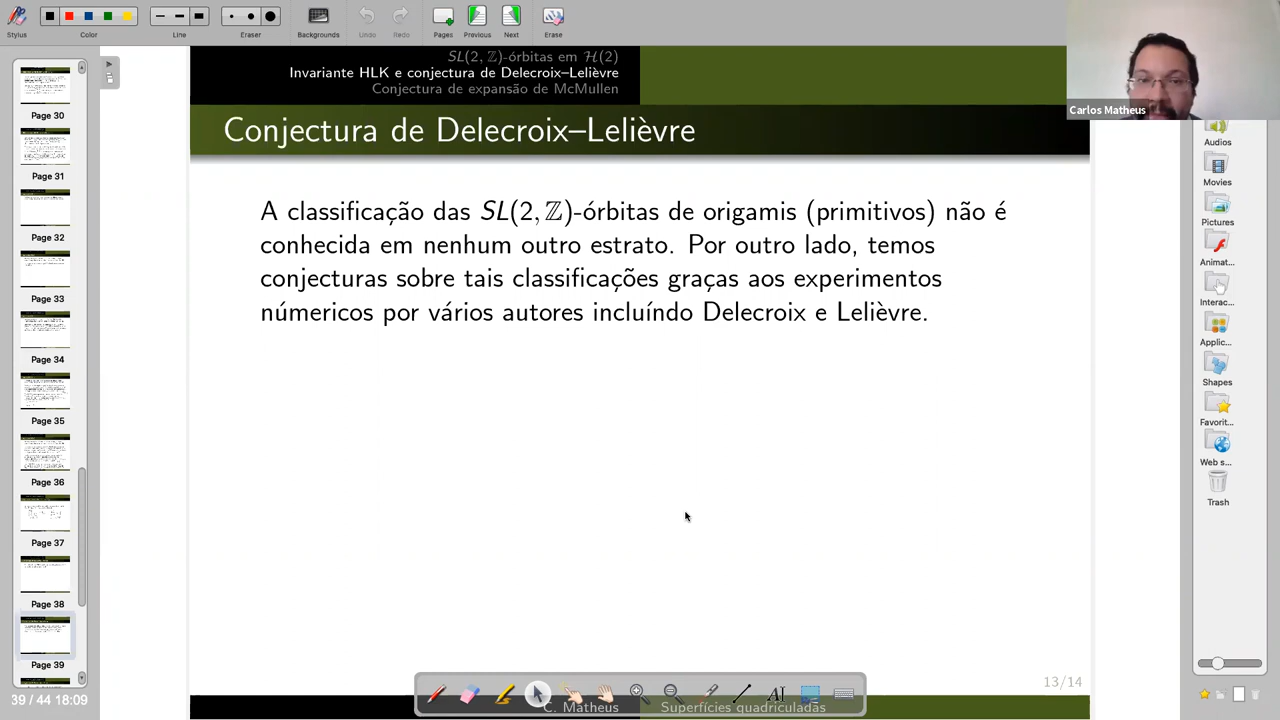 Stylus
Color
Line
Eraser
Backgrounds
Undo
Redo
Pages
Previous
Next
Erase
Carlos Matheus
SL(2, ℤ)-órbitas em ℋ(2)
Invariante HLK e conjectura de Delecroix–Lelièvre
Conjectura de expansão de McMullen
Conjectura de Delecroix–Lelièvre
A classificação das SL(2, ℤ)-órbitas de origamis (primitivos) não é
conhecida em nenhum outro estrato. Por outro lado, temos
conjecturas sobre tais classificações graças aos experimentos
númericos por vários autores incluíndo Delecroix e Lelièvre.
13/14
C. Matheus
Superfícies quadriculadas
Page 30
Page 31
Page 32
Page 33
Page 34
Page 35
Page 36
Page 37
Page 38
Page 39
39 / 44 18:09
Audios
Movies
Pictures
Animat...
Interac...
Applic...
Shapes
Favorit...
Web s...
Trash